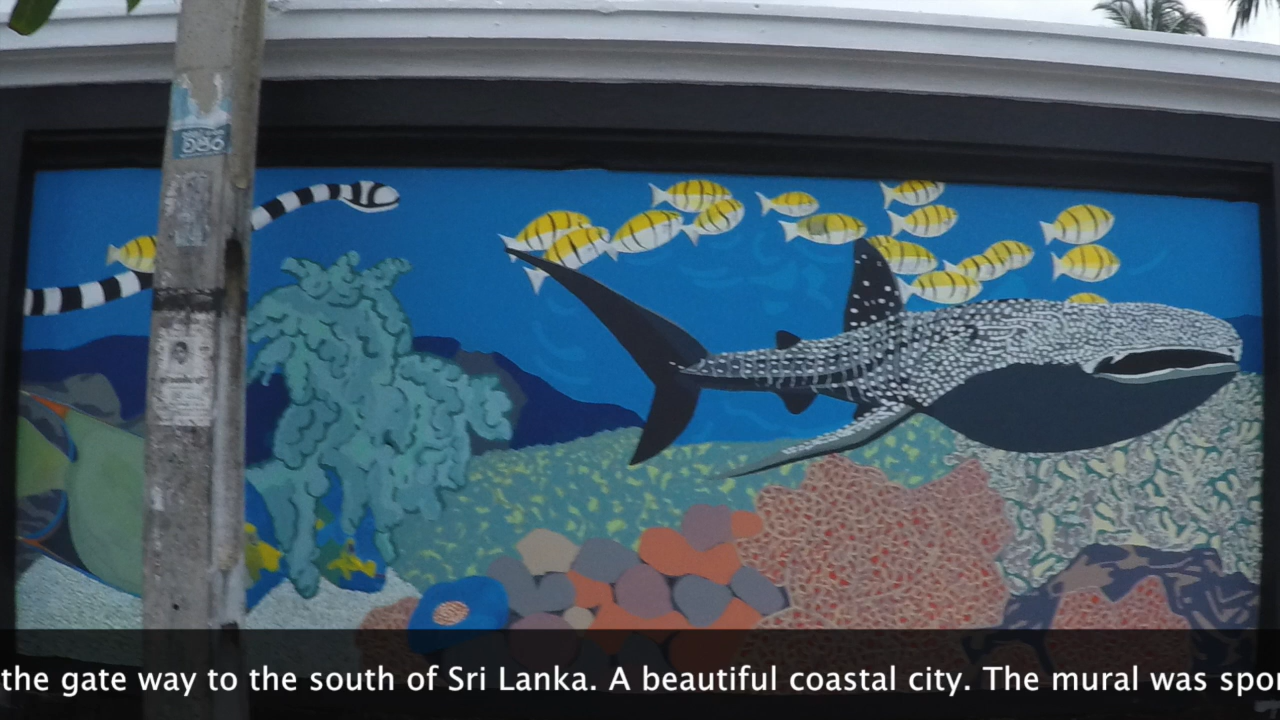 the gate way to the south of Sri Lanka. A beautiful coastal city. The mural was spo